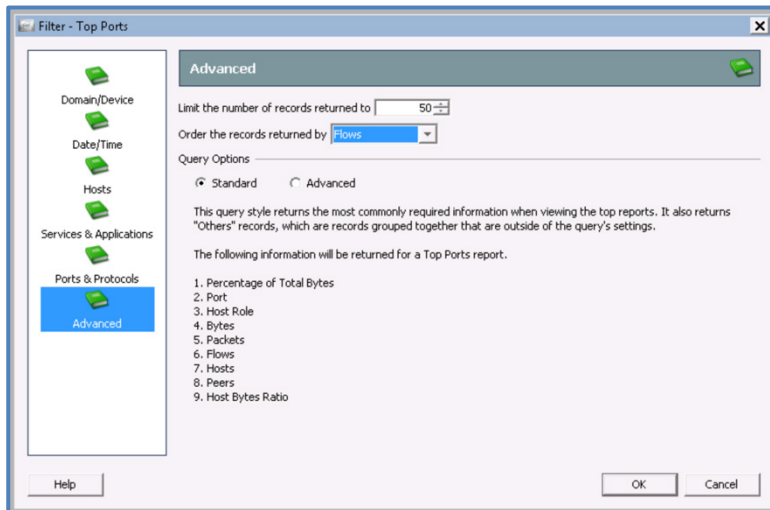 Filter - Top Ports
Domain/Device
Date/Time
Hosts
Services & Applications
Ports & Protocols
Advanced
Advanced
Limit the number of records returned to 50
Order the records returned by Flows
Query Options
Standard Advanced
This query style returns the most commonly required information when viewing the top reports. It also returns
"Others" records, which are records grouped together that are outside of the query's settings.
The following information will be returned for a Top Ports report.
1. Percentage of Total Bytes
2. Port
3. Host Role
4. Bytes
5. Packets
6. Flows
7. Hosts
8. Peers
9. Host Bytes Ratio
Help OK Cancel